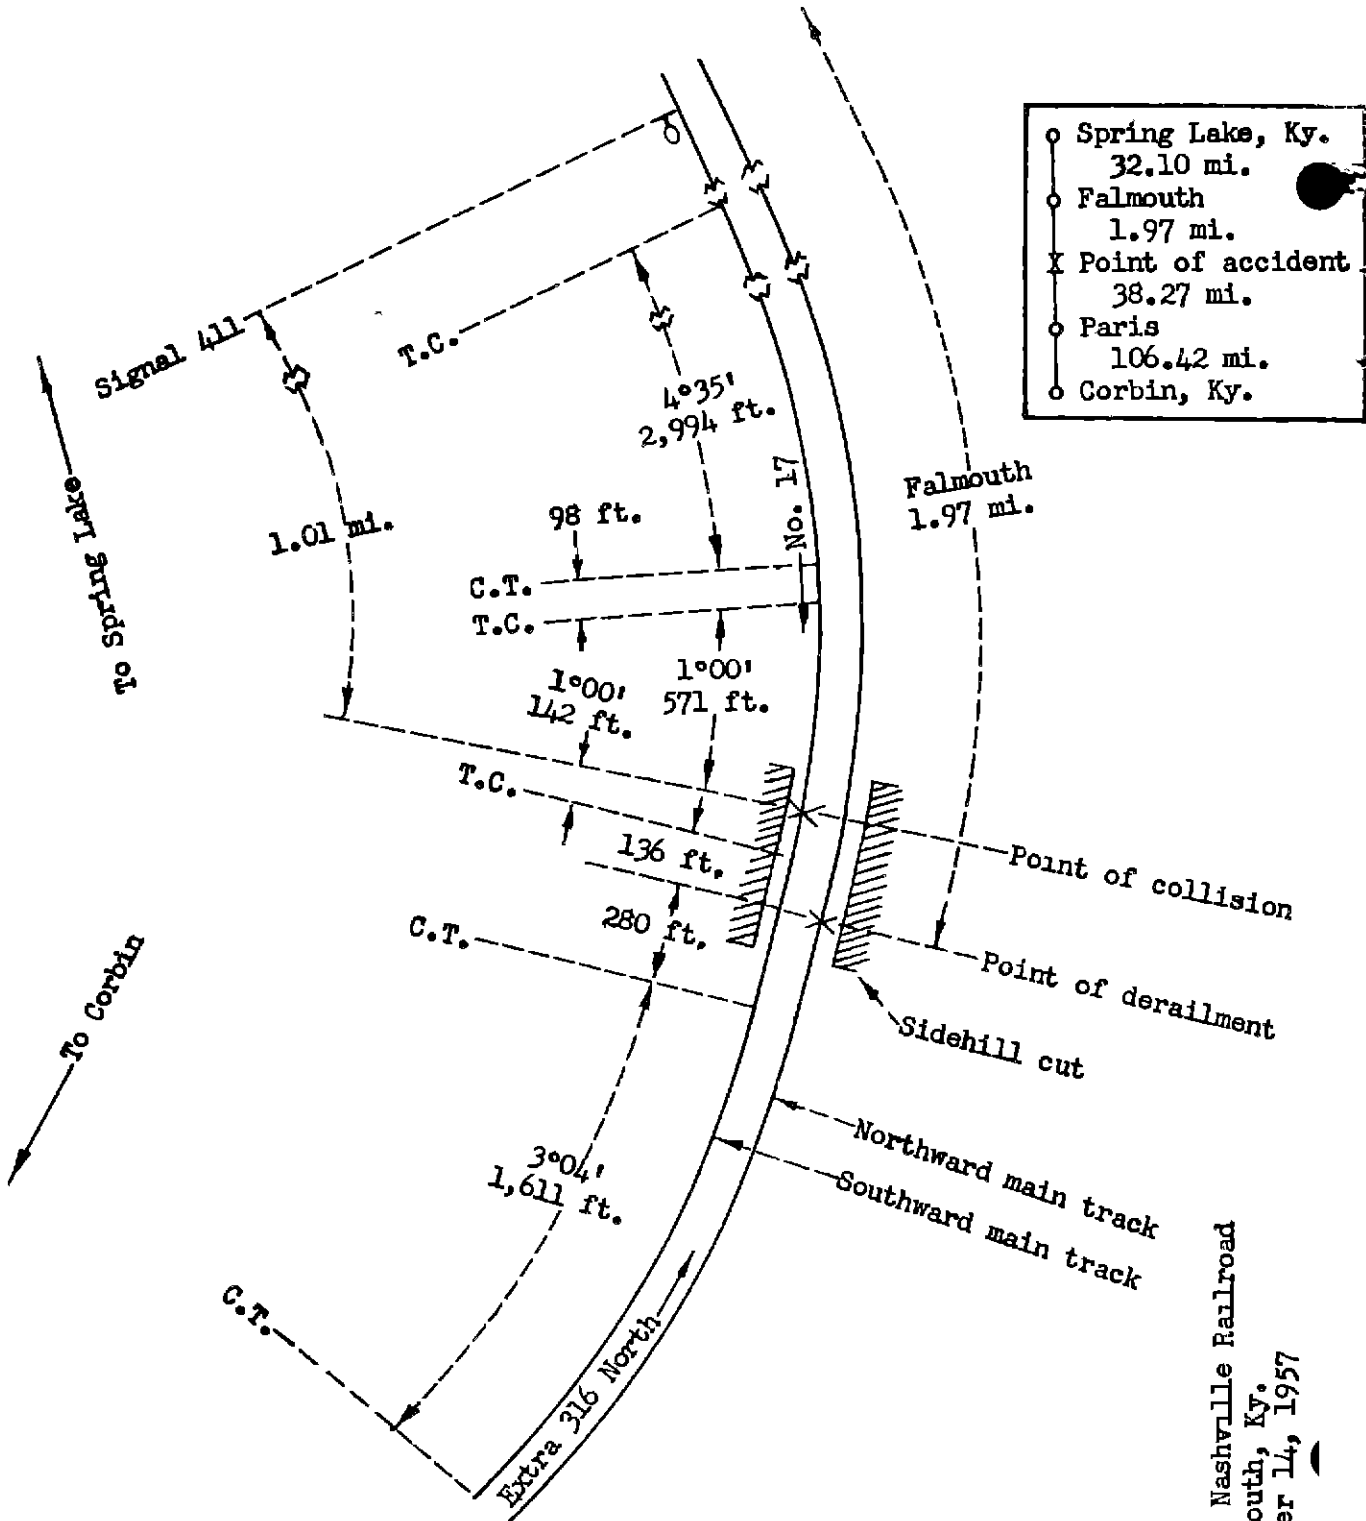 Spring Lake, Ky.
32.10 mi.
Falmouth
1.97 mi.
X Point of accident
38.27 mi.
Paris
106.42 mi.
Corbin, Ky.
Signal 411
T.C.
To Spring Lake
4°35'
2,994 ft.
Falmouth
1.97 mi.
No. 17
1.01 mi.
98 ft.
C.T.
T.C.
1°00'
142 ft.
1°00'
571 ft.
T.C.
136 ft.
Point of collision
280 ft.
C.T.
Point of derailment
Sidehill cut
To Corbin
Northward main track
Southward main track
3°04'
1,611 ft.
C.T.
Extra 316 North
Nashville Railroad
outh, Ky.
er 14, 1957